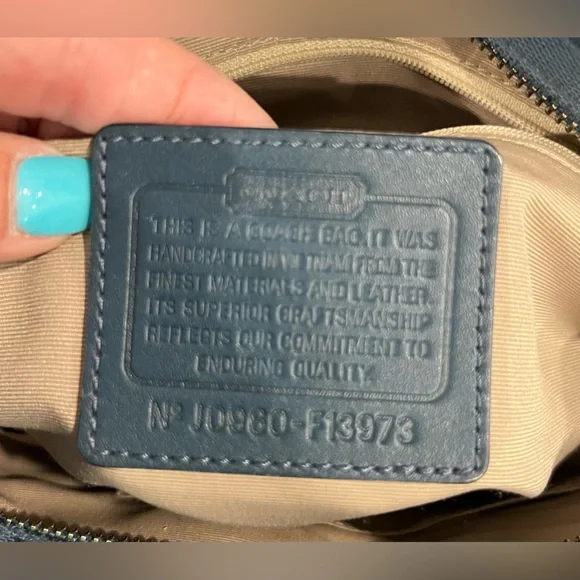 COACH
THIS IS A COACH BAG. IT WAS
HANDCRAFTED IN VIETNAM FROM THE
FINEST MATERIALS AND LEATHER.
ITS SUPERIOR CRAFTSMANSHIP
REFLECTS OUR COMMITMENT TO
ENDURING QUALITY.
Nº J0980-F13973